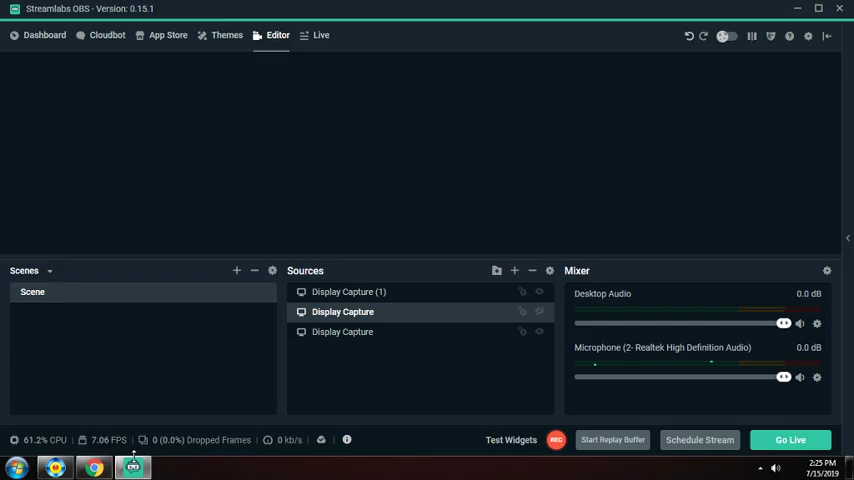 Streamlabs OBS - Version: 0.15.1
Dashboard Cloudbot App Store Themes Editor Live
Scenes
Scene
Sources
Display Capture (1)
Display Capture
Display Capture
Mixer
Desktop Audio 0.0 dB
Microphone (2- Realtek High Definition Audio) 0.0 dB
61.2% CPU 7.06 FPS 0 (0.0%) Dropped Frames 0 kb/s Test Widgets REC Start Replay Buffer Schedule Stream Go Live
2:25 PM
7/15/2019